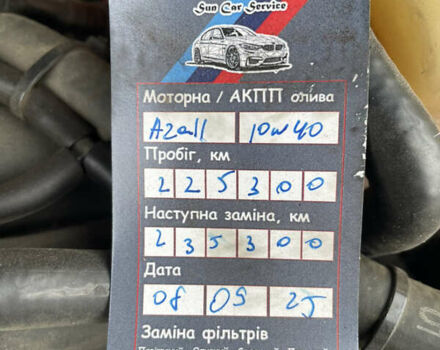 Sun Car Service
Моторна / АКПП олива
Azoll 10w40
Пробіг, км
225300
Наступна заміна, км
235300
Дата
08 09 25
Заміна фільтрів